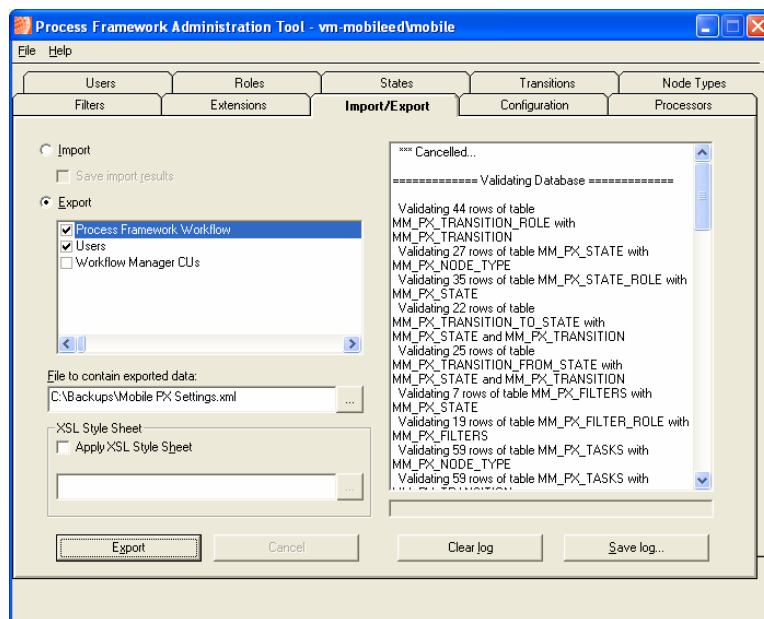 Process Framework Administration Tool - vm-mobileed\mobile
File Help
Users Roles States Transitions Node Types
Filters Extensions Import/Export Configuration Processors
Import
Save import results
Export
Process Framework Workflow
Users
Workflow Manager CUs
File to contain exported data:
C:\Backups\Mobile PX Settings.xml
...
XSL Style Sheet
Apply XSL Style Sheet
...
*** Cancelled...
============= Validating Database =============
Validating 44 rows of table
MM_PX_TRANSITION_ROLE with
MM_PX_TRANSITION
Validating 27 rows of table MM_PX_STATE with
MM_PX_NODE_TYPE
Validating 35 rows of table MM_PX_STATE_ROLE with
MM_PX_STATE
Validating 22 rows of table
MM_PX_TRANSITION_TO_STATE with
MM_PX_STATE and MM_PX_TRANSITION
Validating 25 rows of table
MM_PX_TRANSITION_FROM_STATE with
MM_PX_STATE and MM_PX_TRANSITION
Validating 7 rows of table MM_PX_FILTERS with
MM_PX_STATE
Validating 19 rows of table MM_PX_FILTER_ROLE with
MM_PX_FILTERS
Validating 59 rows of table MM_PX_TASKS with
MM_PX_NODE_TYPE
Validating 59 rows of table MM_PX_TASKS with
MM_PX_TRANSITION
Export Cancel Clear log Save log...